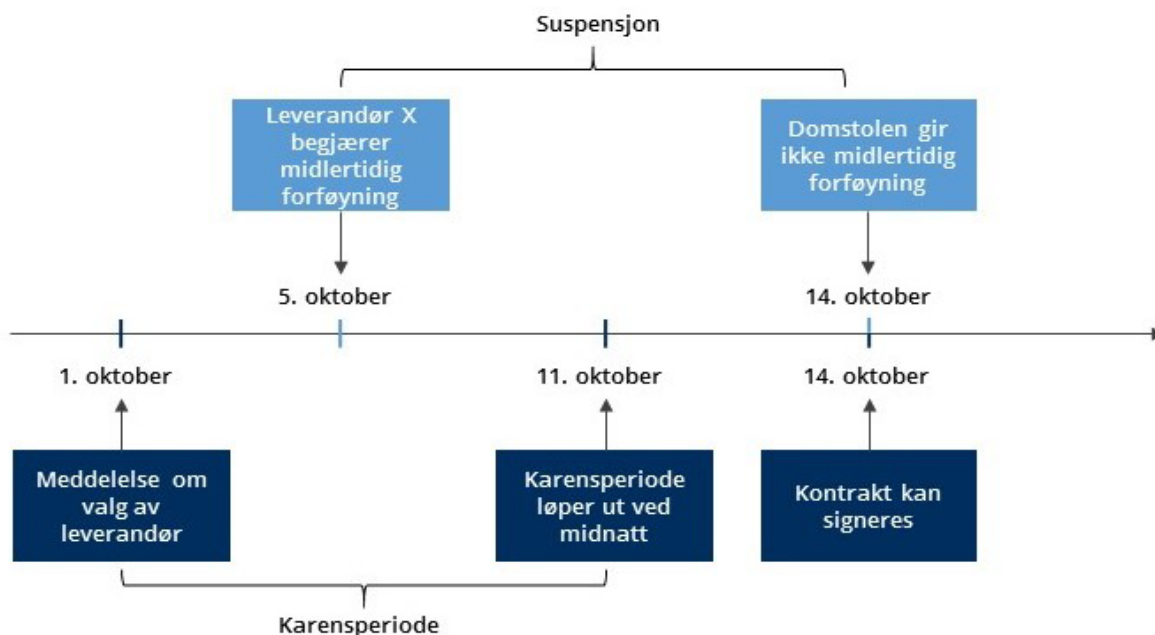 Suspensjon
Leverandør X
begjærer
midlertidig
forføyning
Domstolen gir
ikke midlertidig
forføyning
5. oktober
14. oktober
1. oktober
11. oktober
14. oktober
Meddelelse om
valg av
leverandør
Karensperiode
løper ut ved
midnatt
Kontrakt kan
signeres
Karensperiode